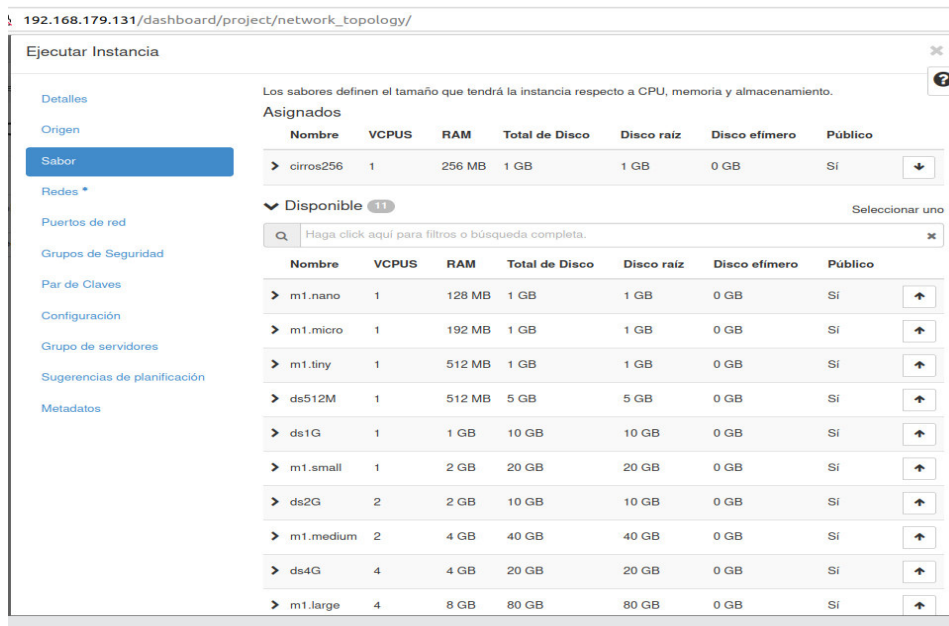 192.168.179.131/dashboard/project/network_topology/
Ejecutar Instancia
Detalles
Origen
Sabor
Redes *
Puertos de red
Grupos de Seguridad
Par de Claves
Configuración
Grupo de servidores
Sugerencias de planificación
Metadatos
Los sabores definen el tamaño que tendrá la instancia respecto a CPU, memoria y almacenamiento.
Asignados
Nombre VCPUS RAM Total de Disco Disco raíz Disco efímero Público
cirros256 1 256 MB 1 GB 1 GB 0 GB Sí
Disponible 11
Seleccionar uno
Haga click aquí para filtros o búsqueda completa.
Nombre VCPUS RAM Total de Disco Disco raíz Disco efímero Público
m1.nano 1 128 MB 1 GB 1 GB 0 GB Sí
m1.micro 1 192 MB 1 GB 1 GB 0 GB Sí
m1.tiny 1 512 MB 1 GB 1 GB 0 GB Sí
ds512M 1 512 MB 5 GB 5 GB 0 GB Sí
ds1G 1 1 GB 10 GB 10 GB 0 GB Sí
m1.small 1 2 GB 20 GB 20 GB 0 GB Sí
ds2G 2 2 GB 10 GB 10 GB 0 GB Sí
m1.medium 2 4 GB 40 GB 40 GB 0 GB Sí
ds4G 4 4 GB 20 GB 20 GB 0 GB Sí
m1.large 4 8 GB 80 GB 80 GB 0 GB Sí